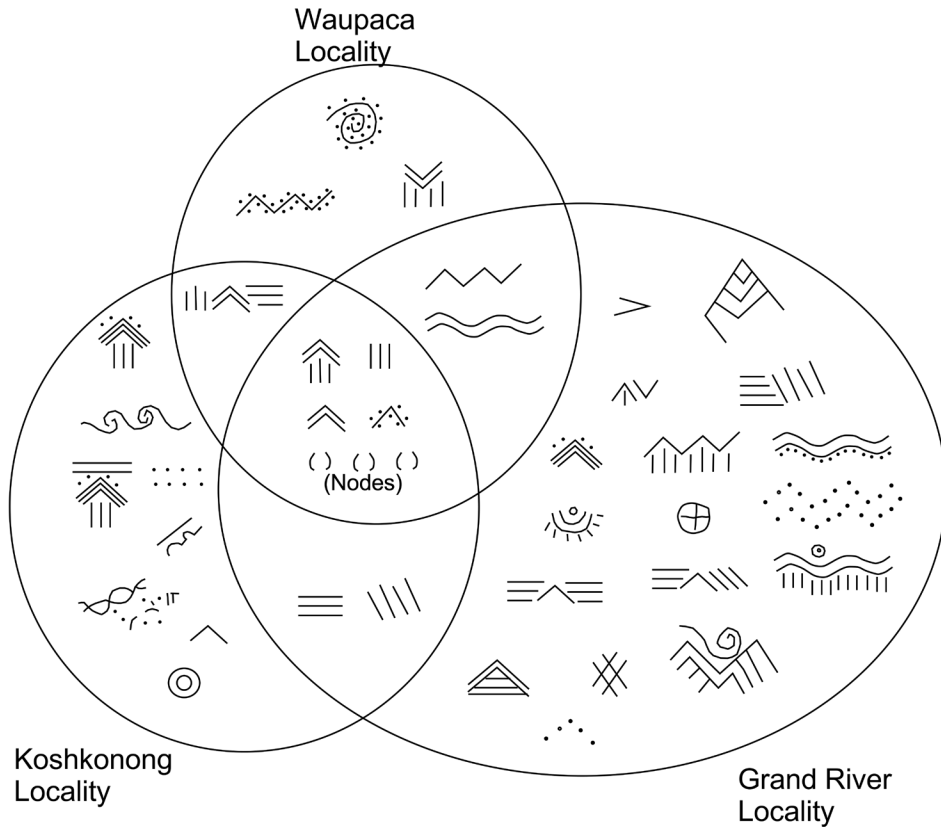 Waupaca
Locality
(Nodes)
Koshkonong
Locality
Grand River
Locality